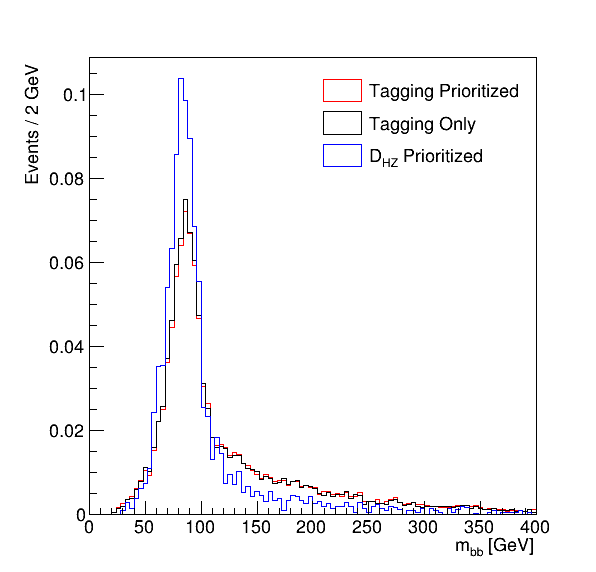 Events / 2 GeV
0.1
0.08
0.06
0.04
0.02
0
Tagging Prioritized
Tagging Only
D_HZ Prioritized
0 50 100 150 200 250 300 350 400
m_bb [GeV]